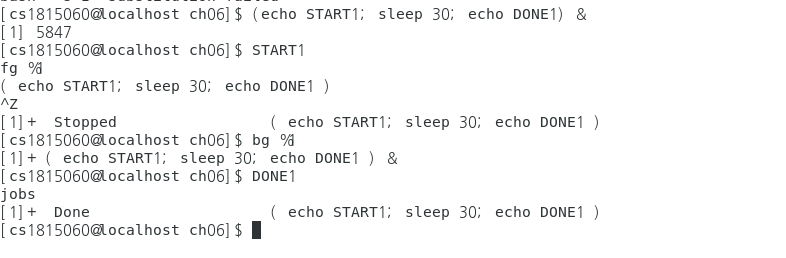 [cs1815060@localhost ch06]$ (echo START1; sleep 30; echo DONE1) &
[1] 5847
[cs1815060@localhost ch06]$ START1
fg %1
( echo START1; sleep 30; echo DONE1 )
^Z
[1]+  Stopped                 ( echo START1; sleep 30; echo DONE1 )
[cs1815060@localhost ch06]$ bg %1
[1]+ ( echo START1; sleep 30; echo DONE1 ) &
[cs1815060@localhost ch06]$ DONE1
jobs
[1]+  Done                    ( echo START1; sleep 30; echo DONE1 )
[cs1815060@localhost ch06]$